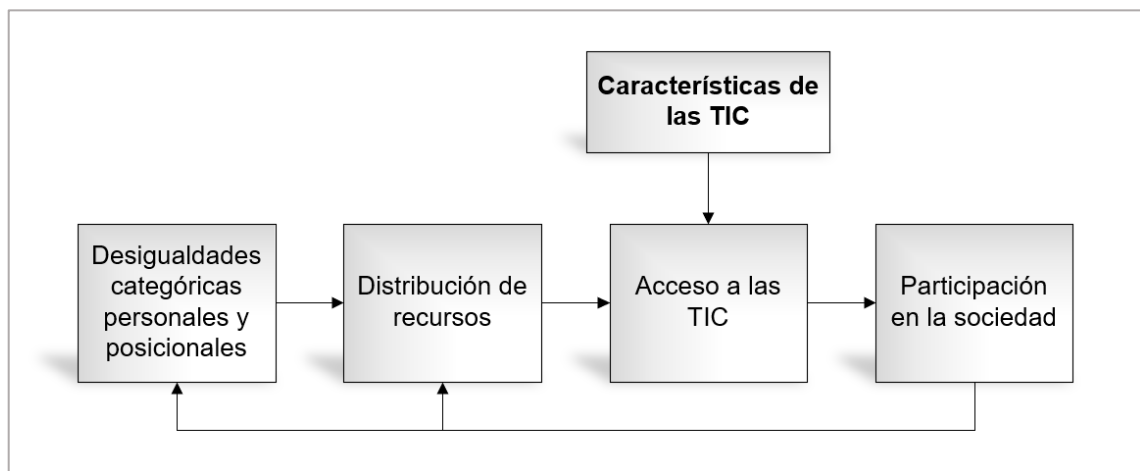 Características de
las TIC
Desigualdades
categóricas
personales y
posicionales
Distribución de
recursos
Acceso a las
TIC
Participación
en la sociedad